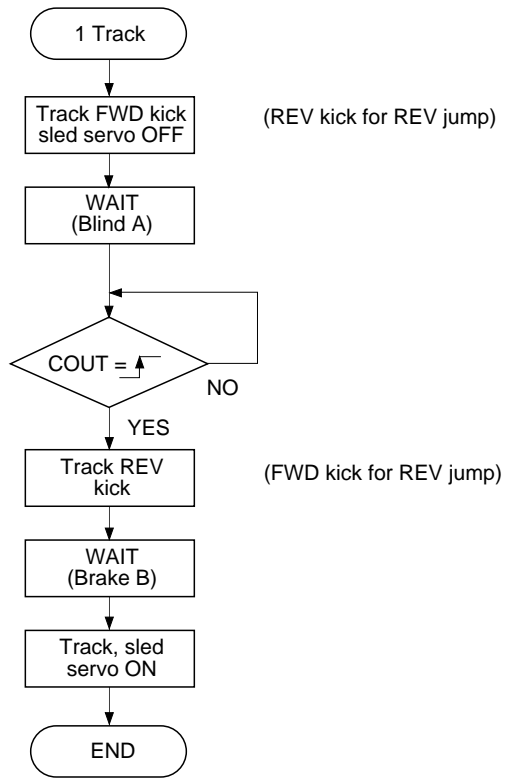 1 Track
Track FWD kick
sled servo OFF
(REV kick for REV jump)
WAIT
(Blind A)
COUT =
NO
YES
Track REV
kick
(FWD kick for REV jump)
WAIT
(Brake B)
Track, sled
servo ON
END